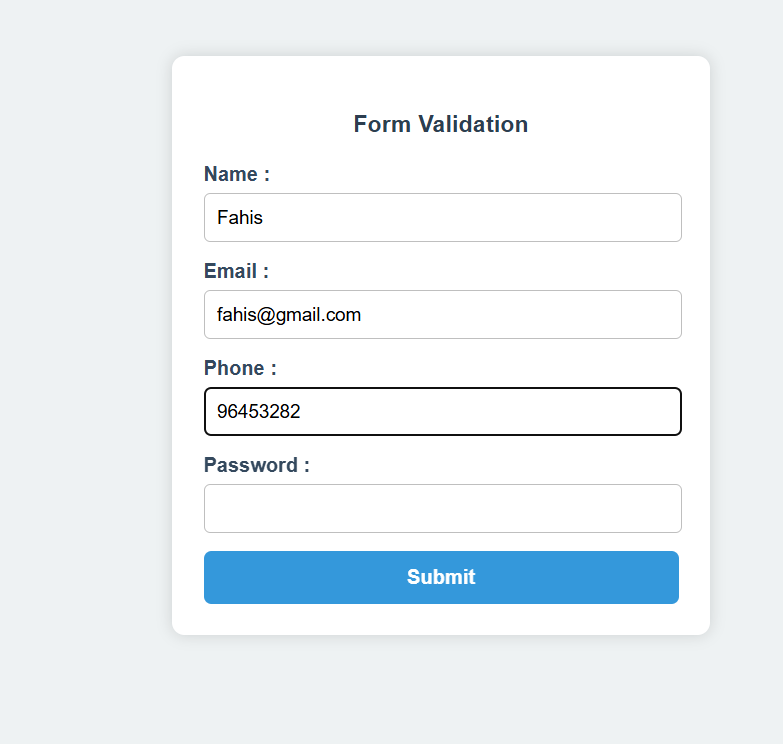 Form Validation
Name :
Fahis
Email :
fahis@gmail.com
Phone :
96453282
Password :
Submit